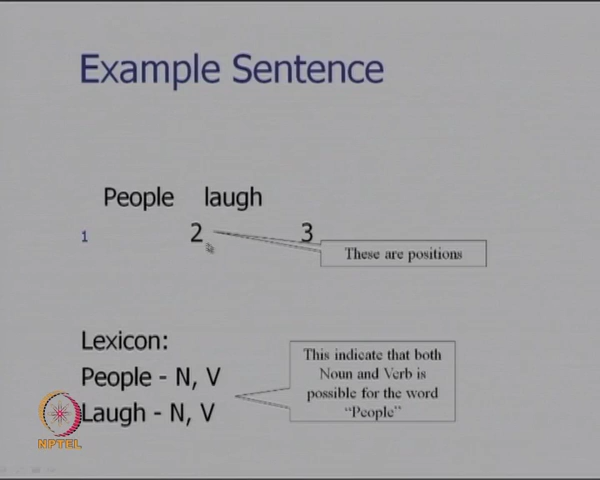 Example Sentence
People laugh
1 2 3
These are positions
Lexicon:
People - N, V
Laugh - N, V
This indicate that both
Noun and Verb is
possible for the word
“People”
NPTEL